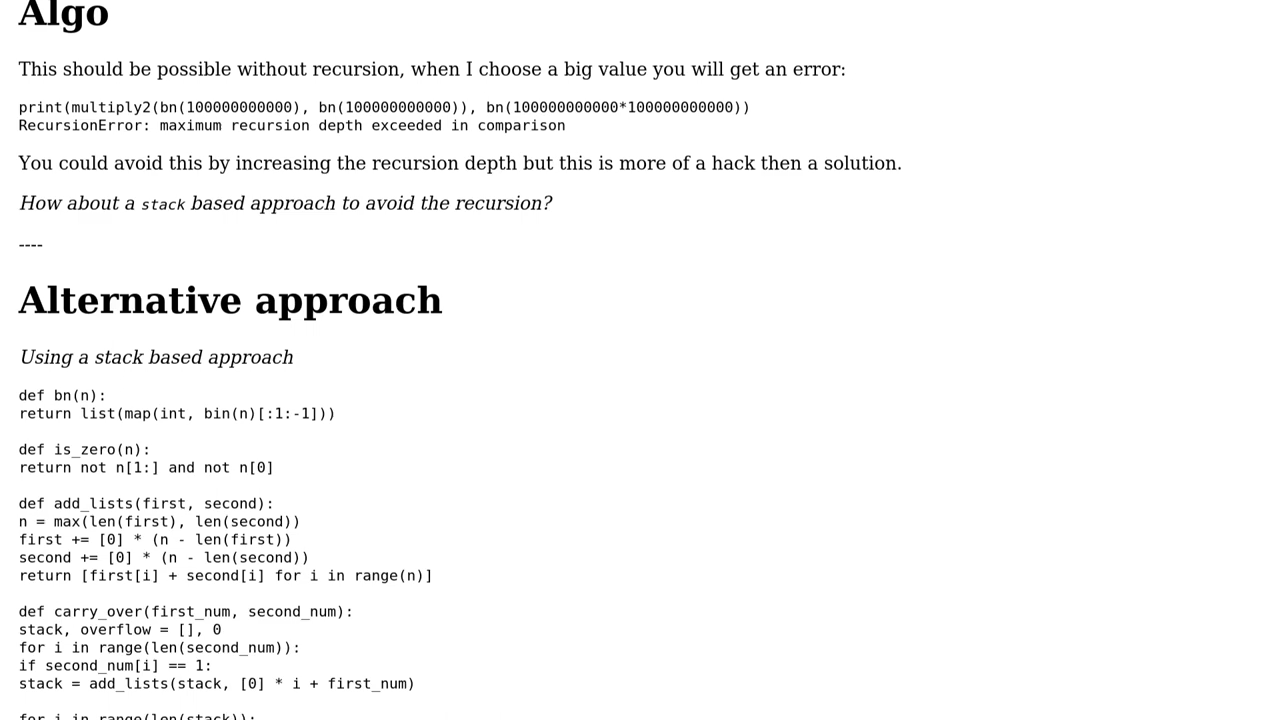 Algo
This should be possible without recursion, when I choose a big value you will get an error:
print(multiply2(bn(100000000000), bn(100000000000)), bn(100000000000*100000000000))
RecursionError: maximum recursion depth exceeded in comparison
You could avoid this by increasing the recursion depth but this is more of a hack then a solution.
How about a stack based approach to avoid the recursion?
----
Alternative approach
Using a stack based approach
def bn(n):
return list(map(int, bin(n)[:1:-1]))
def is_zero(n):
return not n[1:] and not n[0]
def add_lists(first, second):
n = max(len(first), len(second))
first += [0] * (n - len(first))
second += [0] * (n - len(second))
return [first[i] + second[i] for i in range(n)]
def carry_over(first_num, second_num):
stack, overflow = [], 0
for i in range(len(second_num)):
if second_num[i] == 1:
stack = add_lists(stack, [0] * i + first_num)
for i in range(len(stack)):